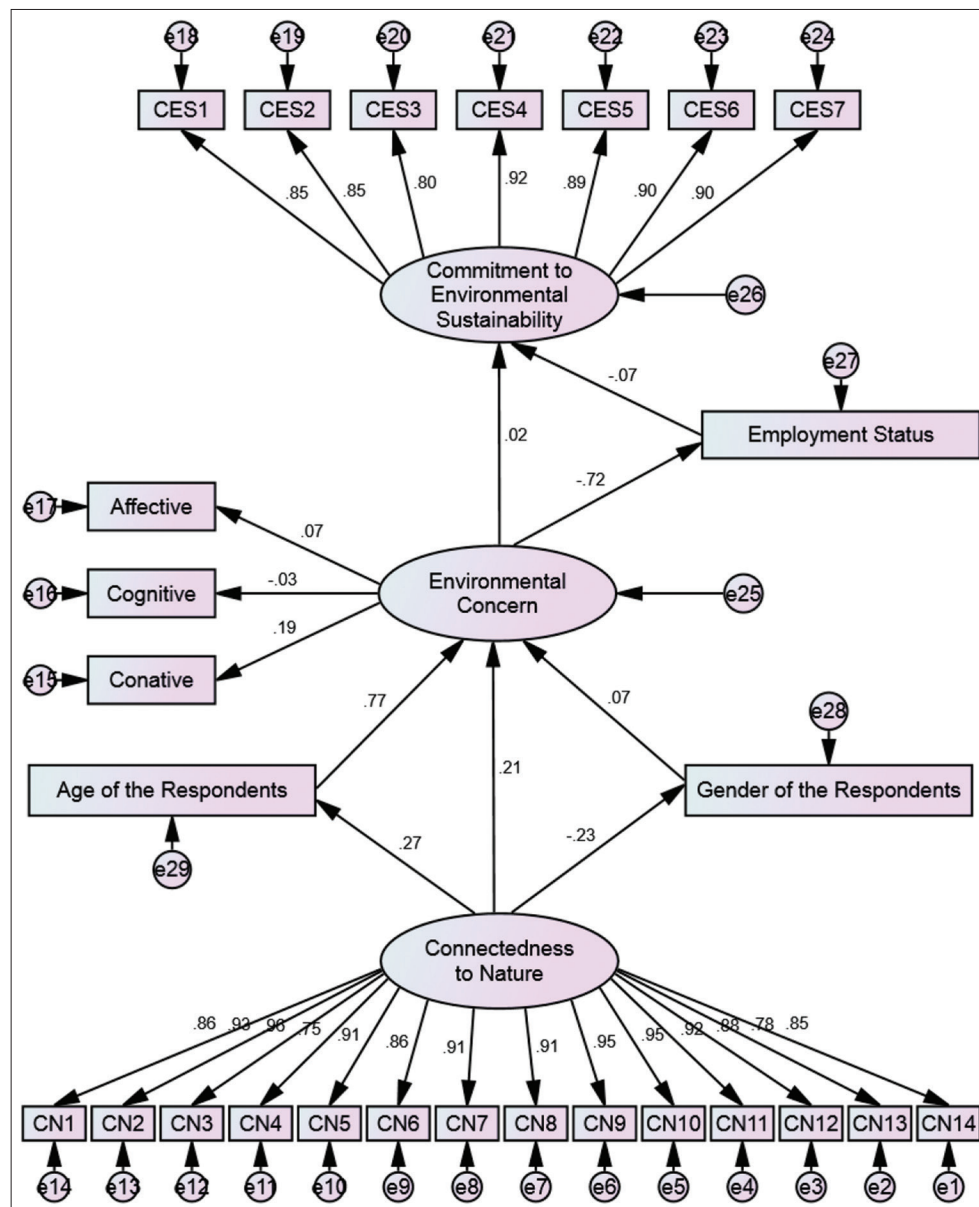 e18 e19 e20 e21 e22 e23 e24
CES1 CES2 CES3 CES4 CES5 CES6 CES7
.85 .85 .80 .92 .89 .90 .90
Commitment to
Environmental
Sustainability
e26
-.07
e27
Employment Status
.02
-.72
e17 Affective
.07
e16 Cognitive
-.03
e15 Conative
.19
Environmental
Concern
e25
.77
.07
e28
Age of the Respondents
.21
Gender of the Respondents
e29
.27
-.23
Connectedness
to Nature
.86 .93 .96 .75 .91 .86 .91 .91 .95 .95 .92 .88 .78 .85
CN1 CN2 CN3 CN4 CN5 CN6 CN7 CN8 CN9 CN10 CN11 CN12 CN13 CN14
e14 e13 e12 e11 e10 e9 e8 e7 e6 e5 e4 e3 e2 e1